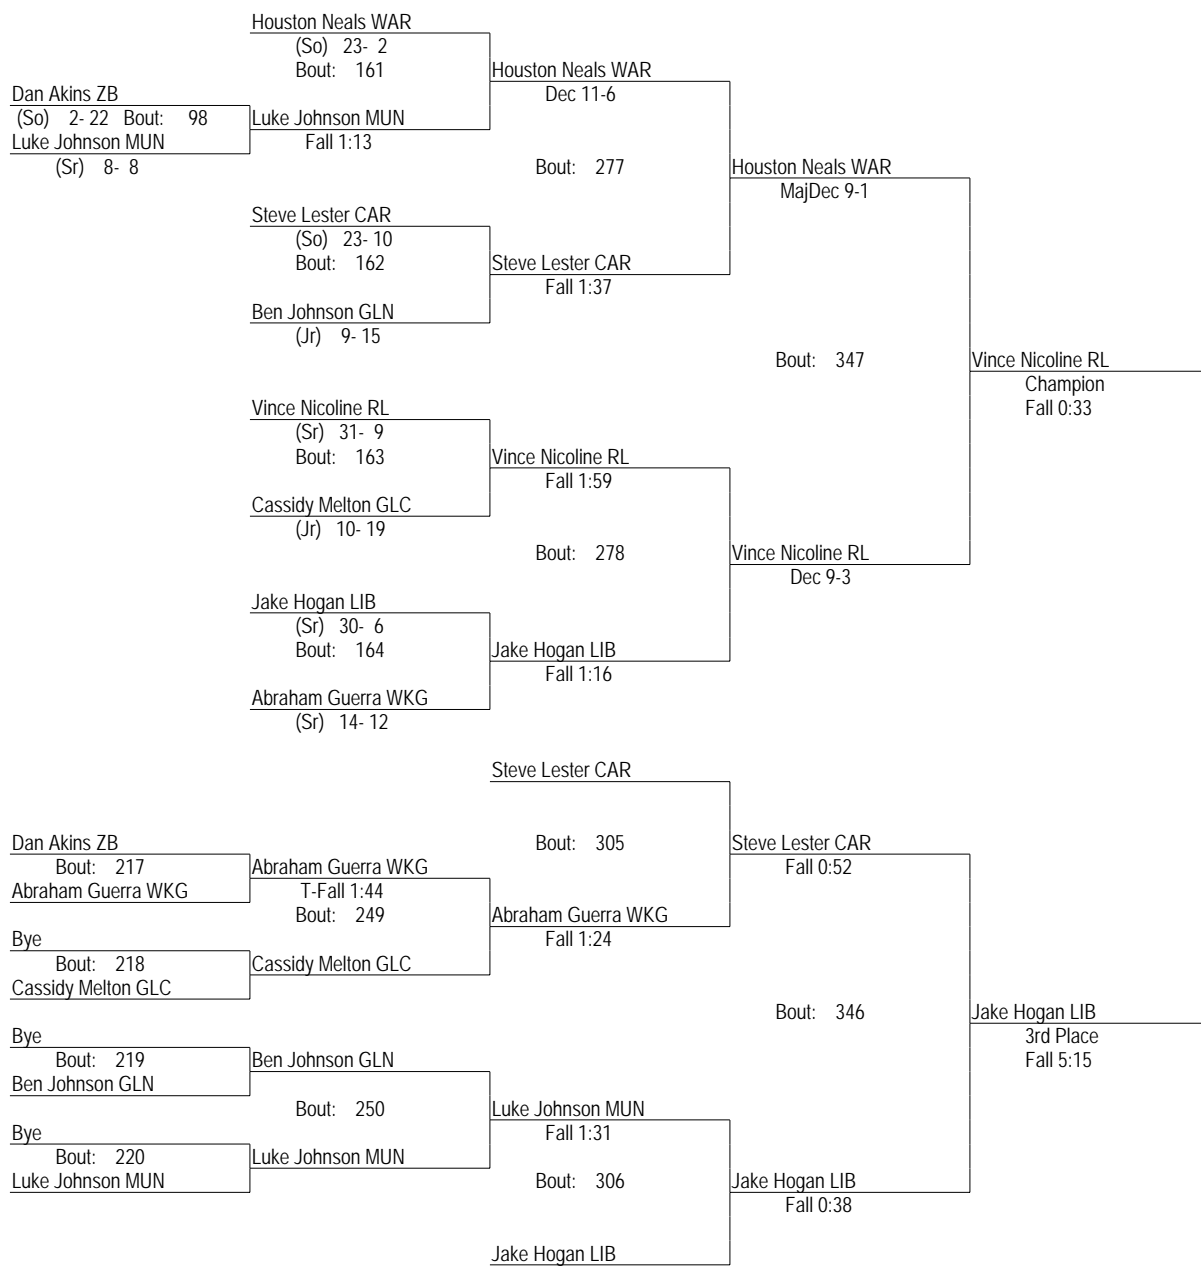 Houston Neals WAR
(So) 23- 2
Bout: 161
Houston Neals WAR
Dec 11-6
Dan Akins ZB
(So) 2- 22 Bout: 98
Luke Johnson MUN
Luke Johnson MUN
Fall 1:13
(Sr) 8- 8
Bout: 277
Houston Neals WAR
MajDec 9-1
Steve Lester CAR
(So) 23- 10
Bout: 162
Steve Lester CAR
Fall 1:37
Ben Johnson GLN
(Jr) 9- 15
Bout: 347
Vince Nicoline RL
Champion
Fall 0:33
Vince Nicoline RL
(Sr) 31- 9
Bout: 163
Vince Nicoline RL
Fall 1:59
Cassidy Melton GLC
(Jr) 10- 19
Bout: 278
Vince Nicoline RL
Dec 9-3
Jake Hogan LIB
(Sr) 30- 6
Bout: 164
Jake Hogan LIB
Fall 1:16
Abraham Guerra WKG
(Sr) 14- 12
Steve Lester CAR
Bout: 305
Steve Lester CAR
Fall 0:52
Dan Akins ZB
Bout: 217
Abraham Guerra WKG
Abraham Guerra WKG
T-Fall 1:44
Bout: 249
Abraham Guerra WKG
Fall 1:24
Bye
Bout: 218
Cassidy Melton GLC
Cassidy Melton GLC
Bout: 346
Jake Hogan LIB
3rd Place
Fall 5:15
Bye
Bout: 219
Ben Johnson GLN
Ben Johnson GLN
Bout: 250
Luke Johnson MUN
Fall 1:31
Bye
Bout: 220
Luke Johnson MUN
Luke Johnson MUN
Bout: 306
Jake Hogan LIB
Fall 0:38
Jake Hogan LIB